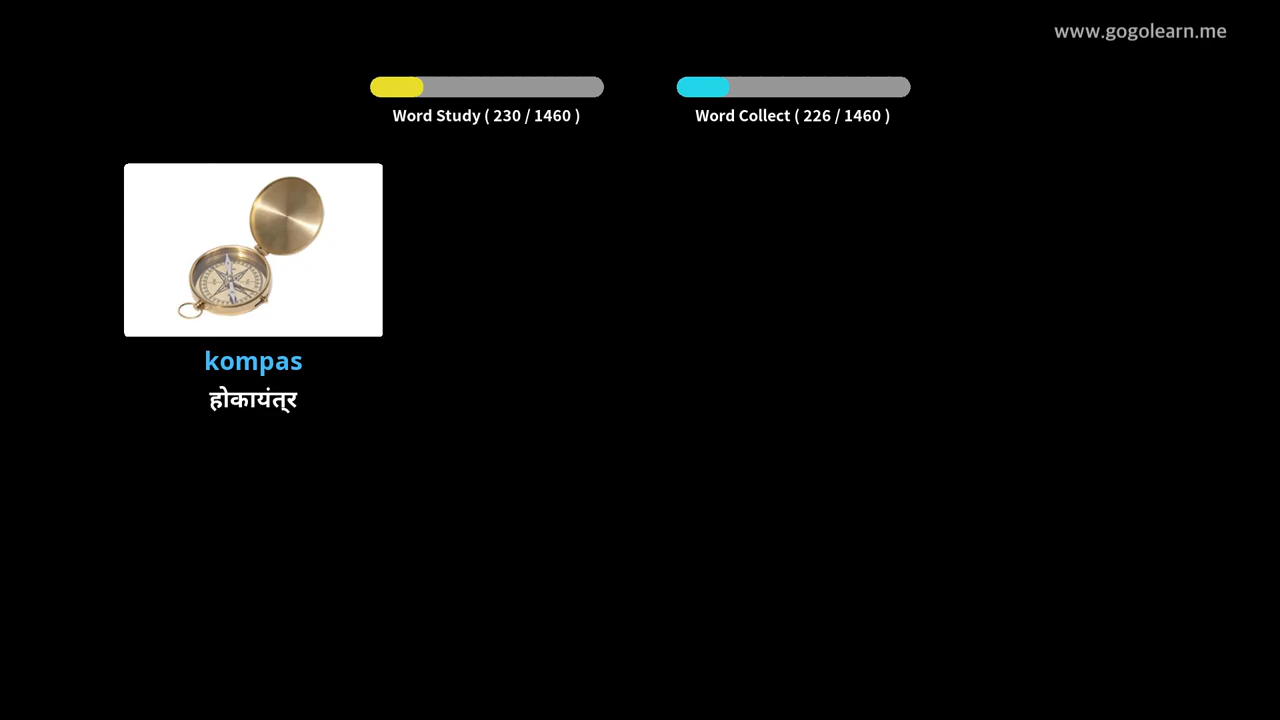 www.gogolearn.me
Word Study ( 230 / 1460 )
Word Collect ( 226 / 1460 )
kompas
होकायंत्र